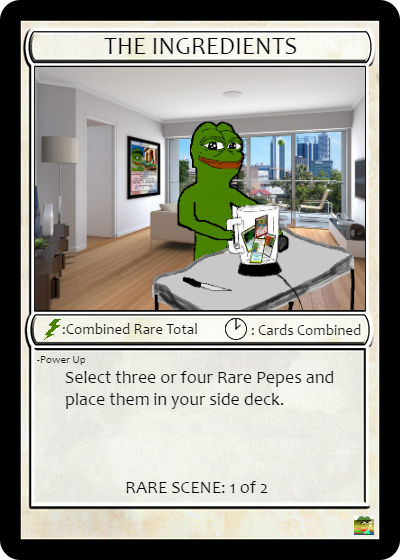 THE INGREDIENTS
:Combined Rare Total : Cards Combined
-Power Up
Select three or four Rare Pepes and
place them in your side deck.
RARE SCENE: 1 of 2